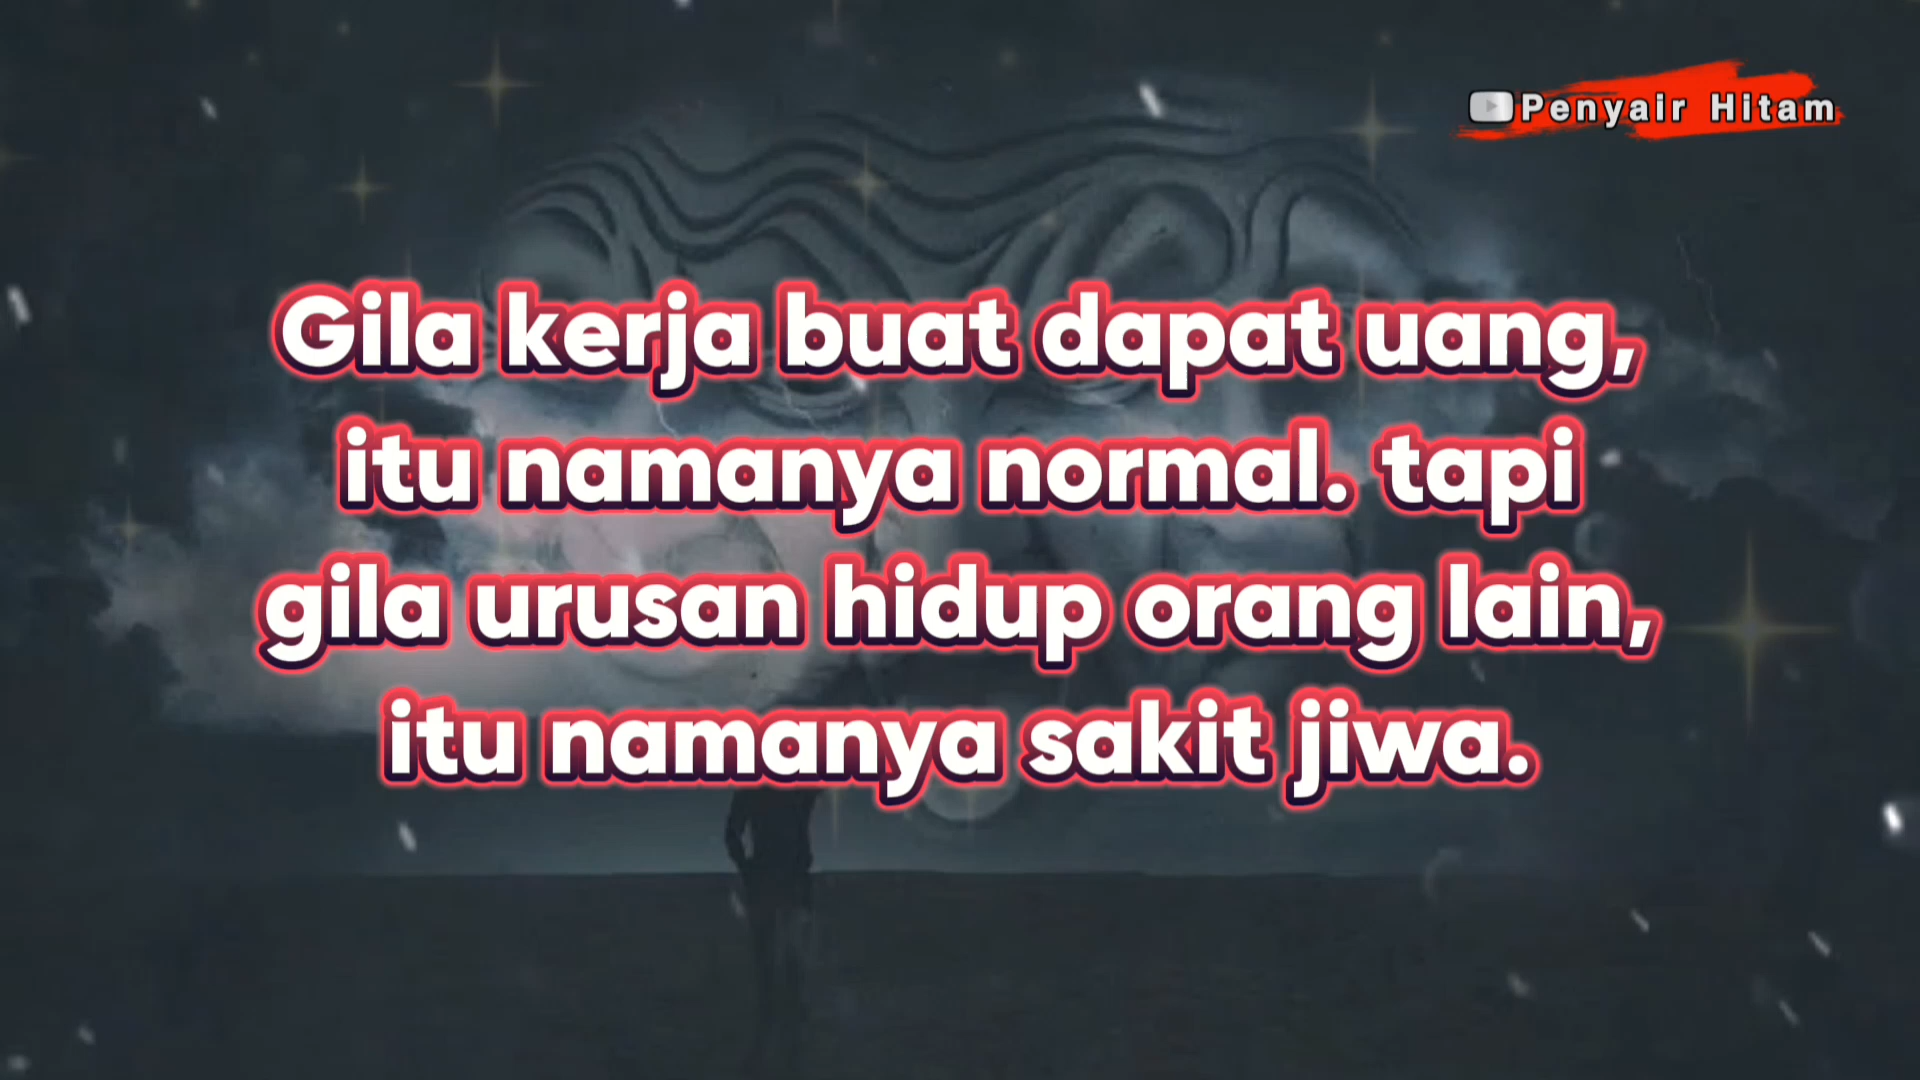 Penyair Hitam
Gila kerja buat dapat uang,
itu namanya normal. tapi
gila urusan hidup orang lain,
itu namanya sakit jiwa.